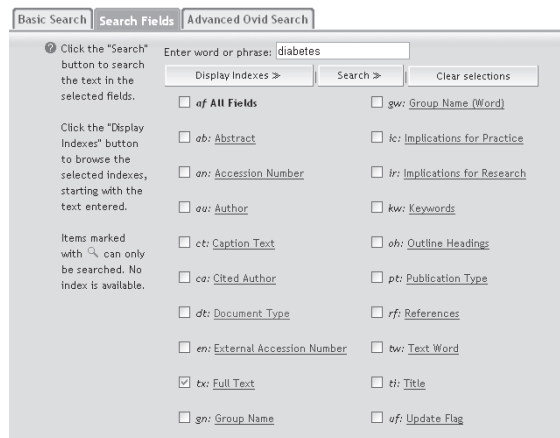 Basic Search Search Fields Advanced Ovid Search
Click the "Search"
button to search
the text in the
selected fields.
Click the "Display
Indexes" button
to browse the
selected indexes,
starting with the
text entered.
Items marked
with can only
be searched. No
index is available.
Enter word or phrase: diabetes
Display Indexes ≫ | Search ≫ | Clear selections
af All Fields
ab: Abstract
an: Accession Number
au: Author
ct: Caption Text
ca: Cited Author
dt: Document Type
en: External Accession Number
tx: Full Text
gn: Group Name
gw: Group Name (Word)
ic: Implications for Practice
ir: Implications for Research
kw: Keywords
oh: Outline Headings
pt: Publication Type
rf: References
tw: Text Word
ti: Title
uf: Update Flag